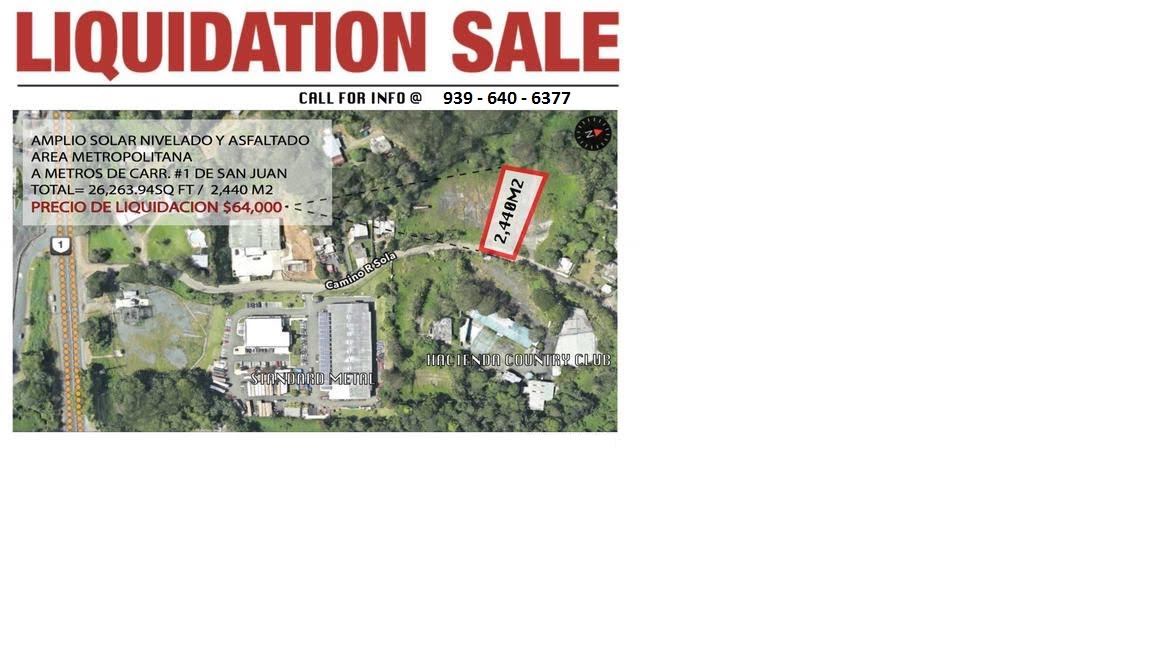 LIQUIDATION SALE
CALL FOR INFO @ 939 - 640 - 6377
AMPLIO SOLAR NIVELADO Y ASFALTADO
AREA METROPOLITANA
A METROS DE CARR. #1 DE SAN JUAN
TOTAL= 26,263.94SQ FT / 2,440 M2
PRECIO DE LIQUIDACION $64,000
N
2,440M2
1
Camino R Sola
HACIENDA COUNTRY CLUB
STANDARD METAL